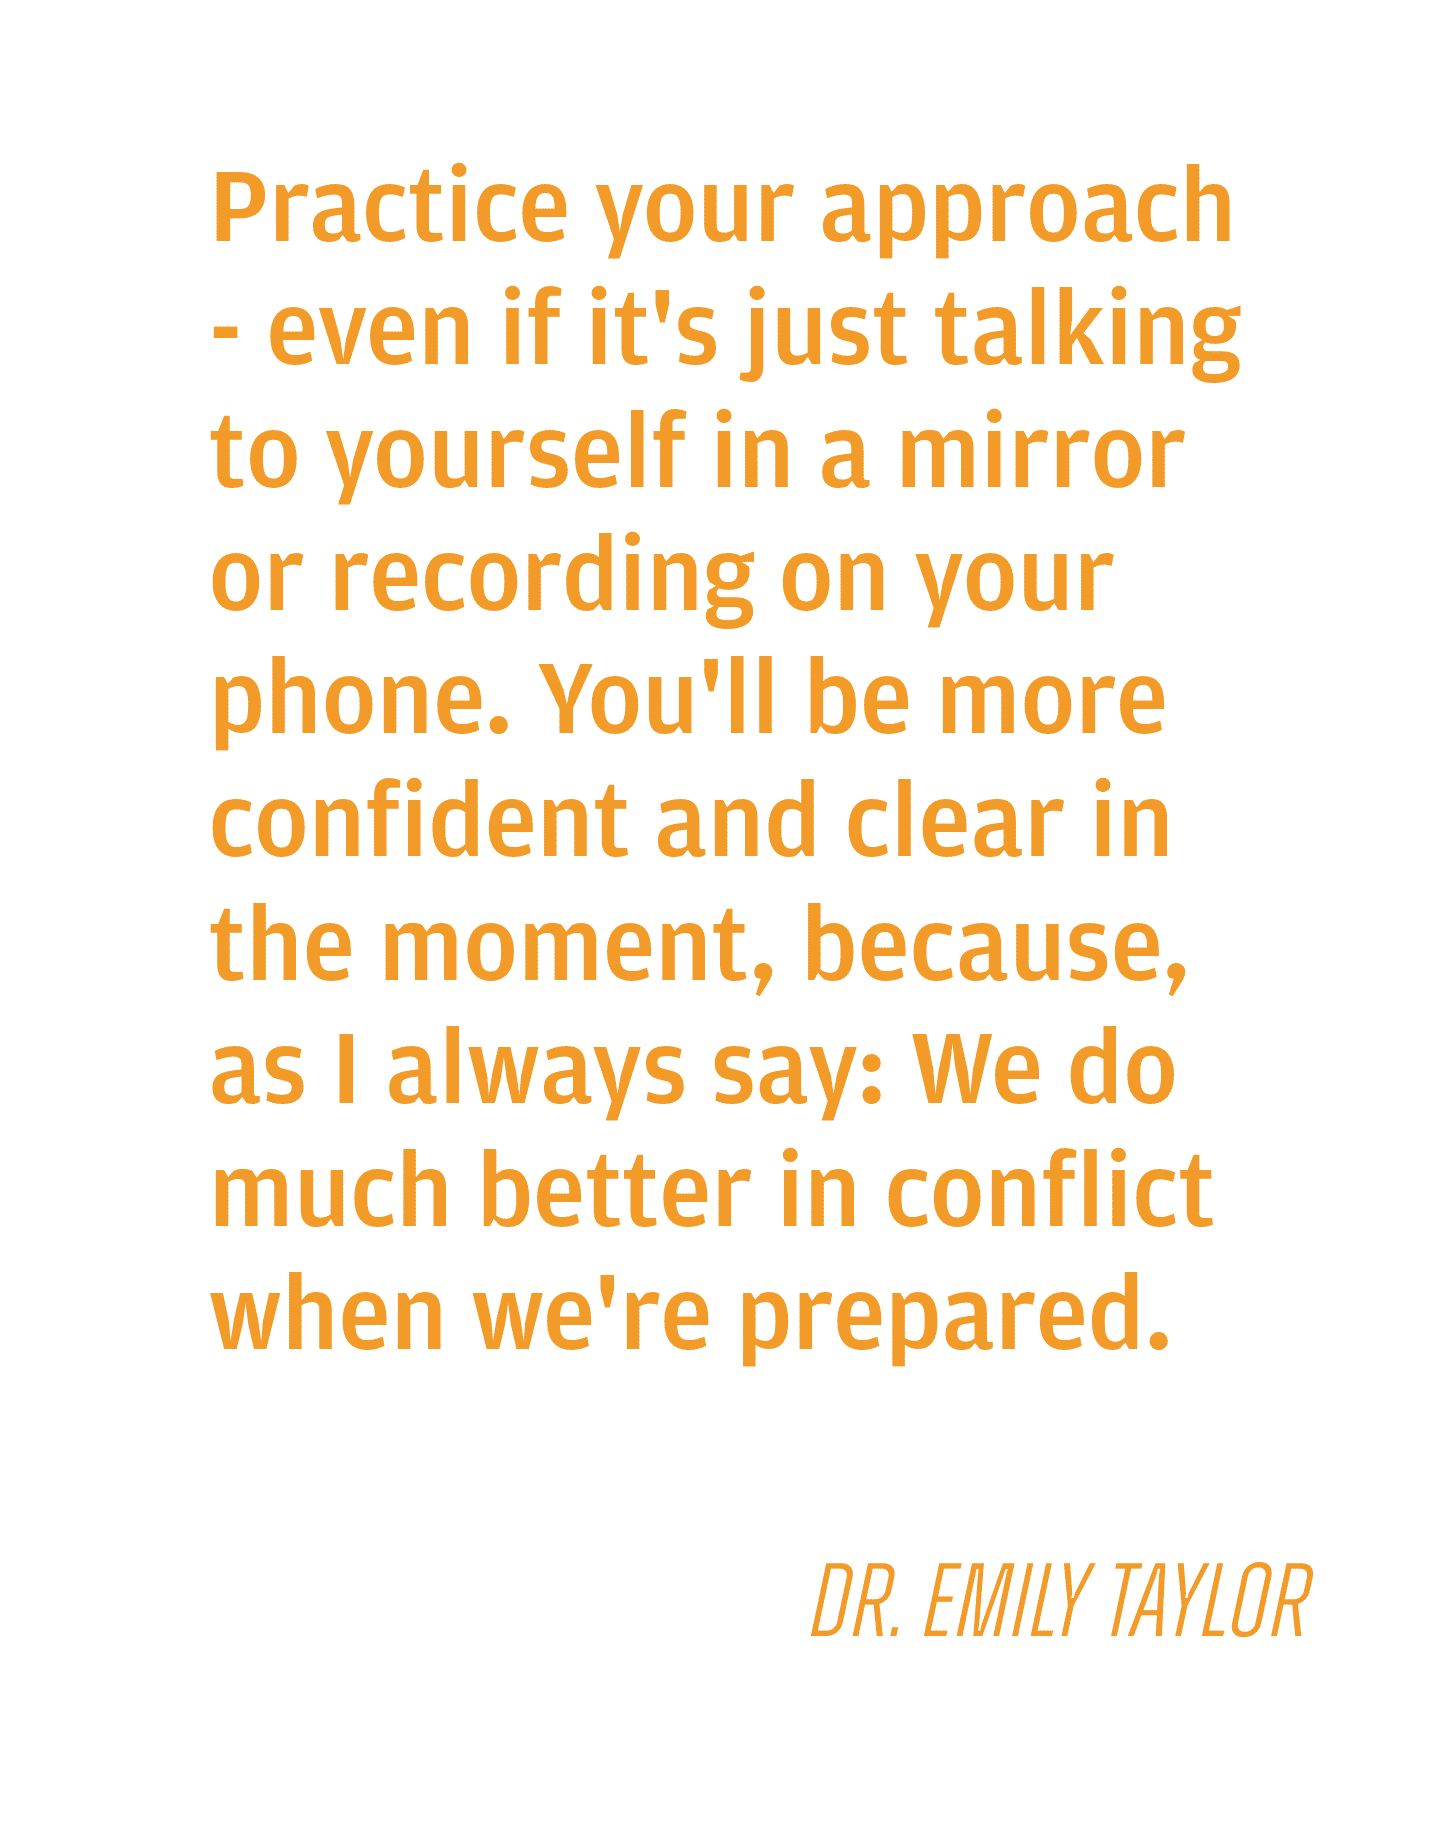 Practice your approach
- even if it's just talking
to yourself in a mirror
or recording on your
phone. You'll be more
confident and clear in
the moment, because,
as I always say: We do
much better in conflict
when we're prepared.
DR. EMILY TAYLOR